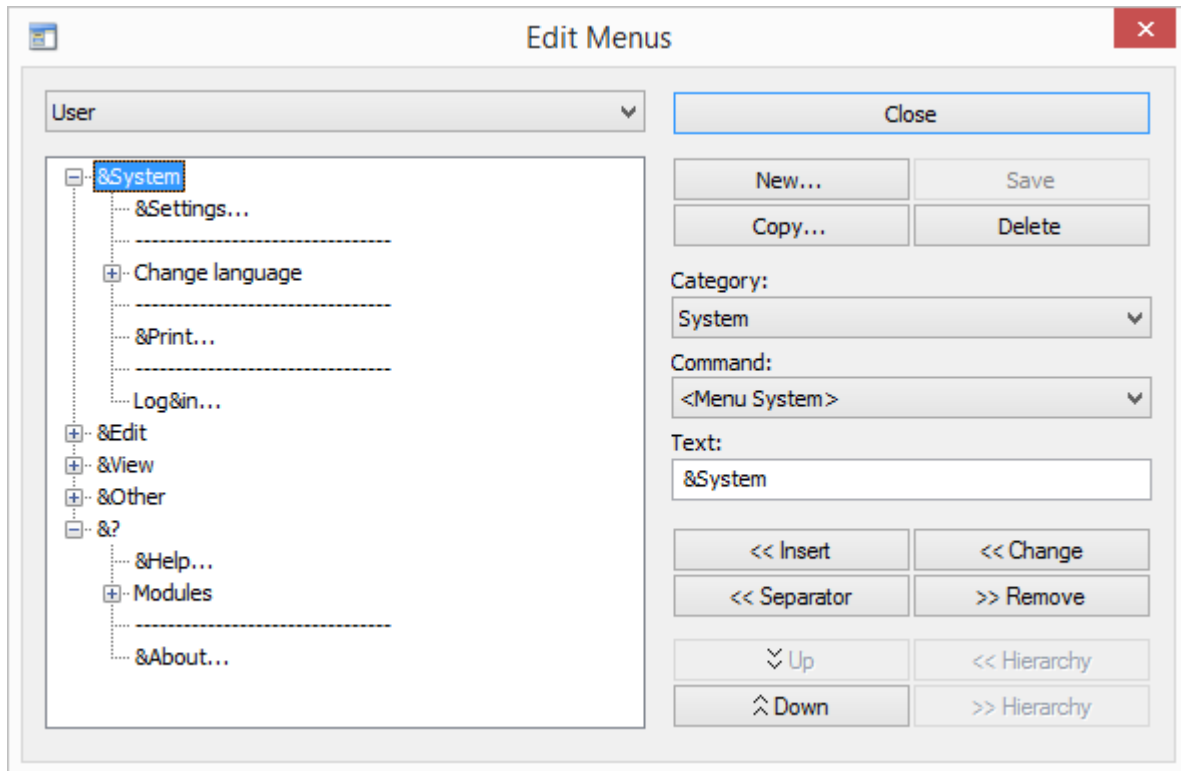 Edit Menus
User
&System
&Settings...
--------------------------------
Change language
--------------------------------
&Print...
--------------------------------
Log&in...
&Edit
&View
&Other
&?
&Help...
Modules
--------------------------------
&About...
Close
New...
Save
Copy...
Delete
Category:
System
Command:
<Menu System>
Text:
&System
<< Insert
<< Change
<< Separator
>> Remove
Up
<< Hierarchy
Down
>> Hierarchy